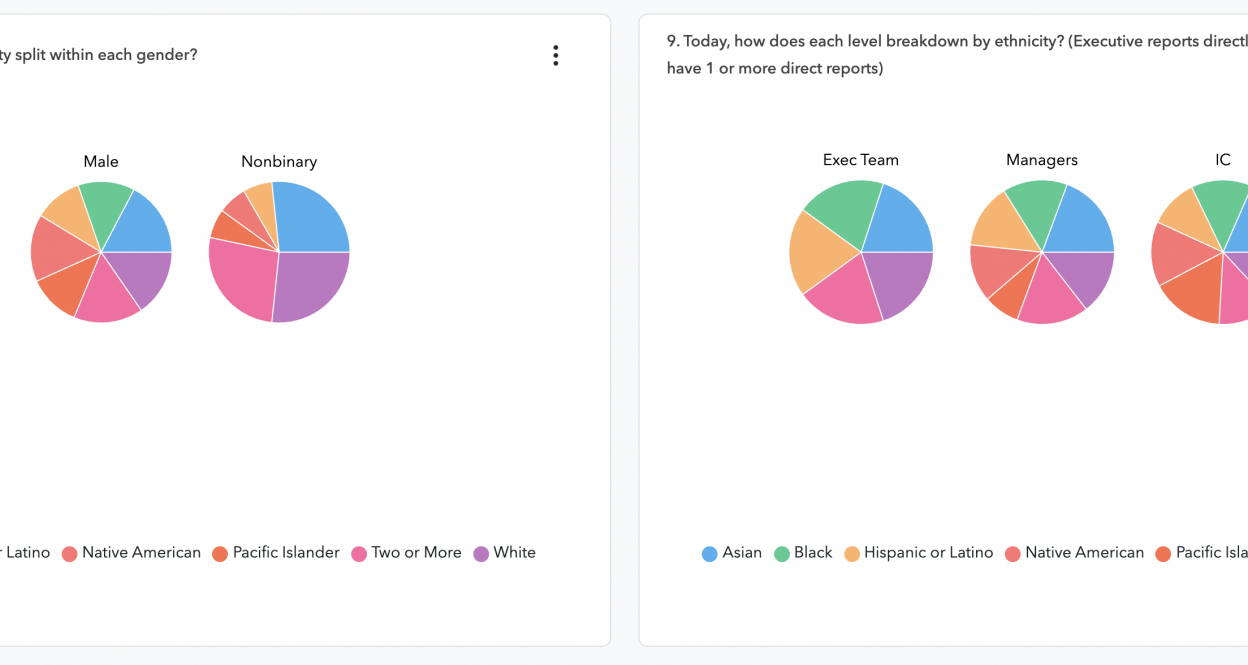 ty split within each gender?
Male Nonbinary
r Latino Native American Pacific Islander Two or More White
9. Today, how does each level breakdown by ethnicity? (Executive reports directl
have 1 or more direct reports)
Exec Team Managers IC
Asian Black Hispanic or Latino Native American Pacific Isla